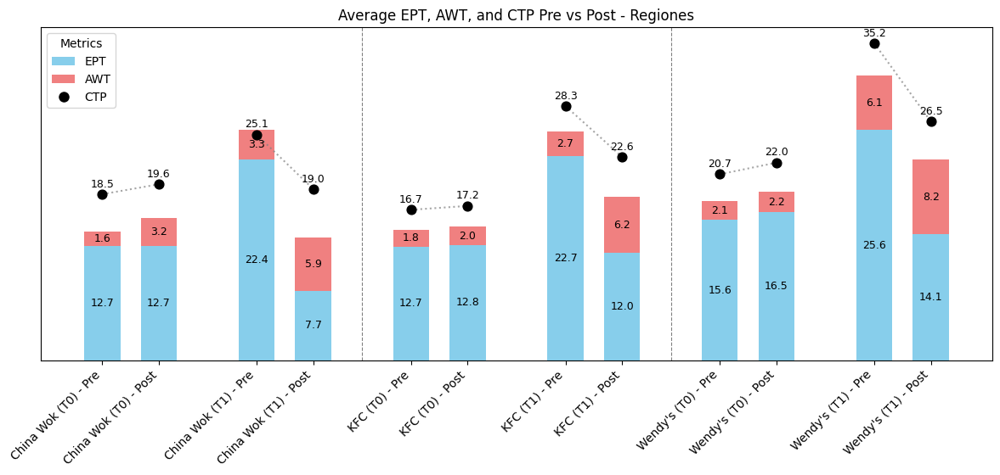 Average EPT, AWT, and CTP Pre vs Post - Regiones
Metrics
EPT
AWT
CTP
18.5
19.6
25.1
19.0
16.7
17.2
28.3
22.6
20.7
22.0
35.2
26.5
1.6
3.2
3.3
5.9
1.8
2.0
2.7
6.2
2.1
2.2
6.1
8.2
12.7
12.7
22.4
7.7
12.7
12.8
22.7
12.0
15.6
16.5
25.6
14.1
China Wok (T0) - Pre
China Wok (T0) - Post
China Wok (T1) - Pre
China Wok (T1) - Post
KFC (T0) - Pre
KFC (T0) - Post
KFC (T1) - Pre
KFC (T1) - Post
Wendy's (T0) - Pre
Wendy's (T0) - Post
Wendy's (T1) - Pre
Wendy's (T1) - Post